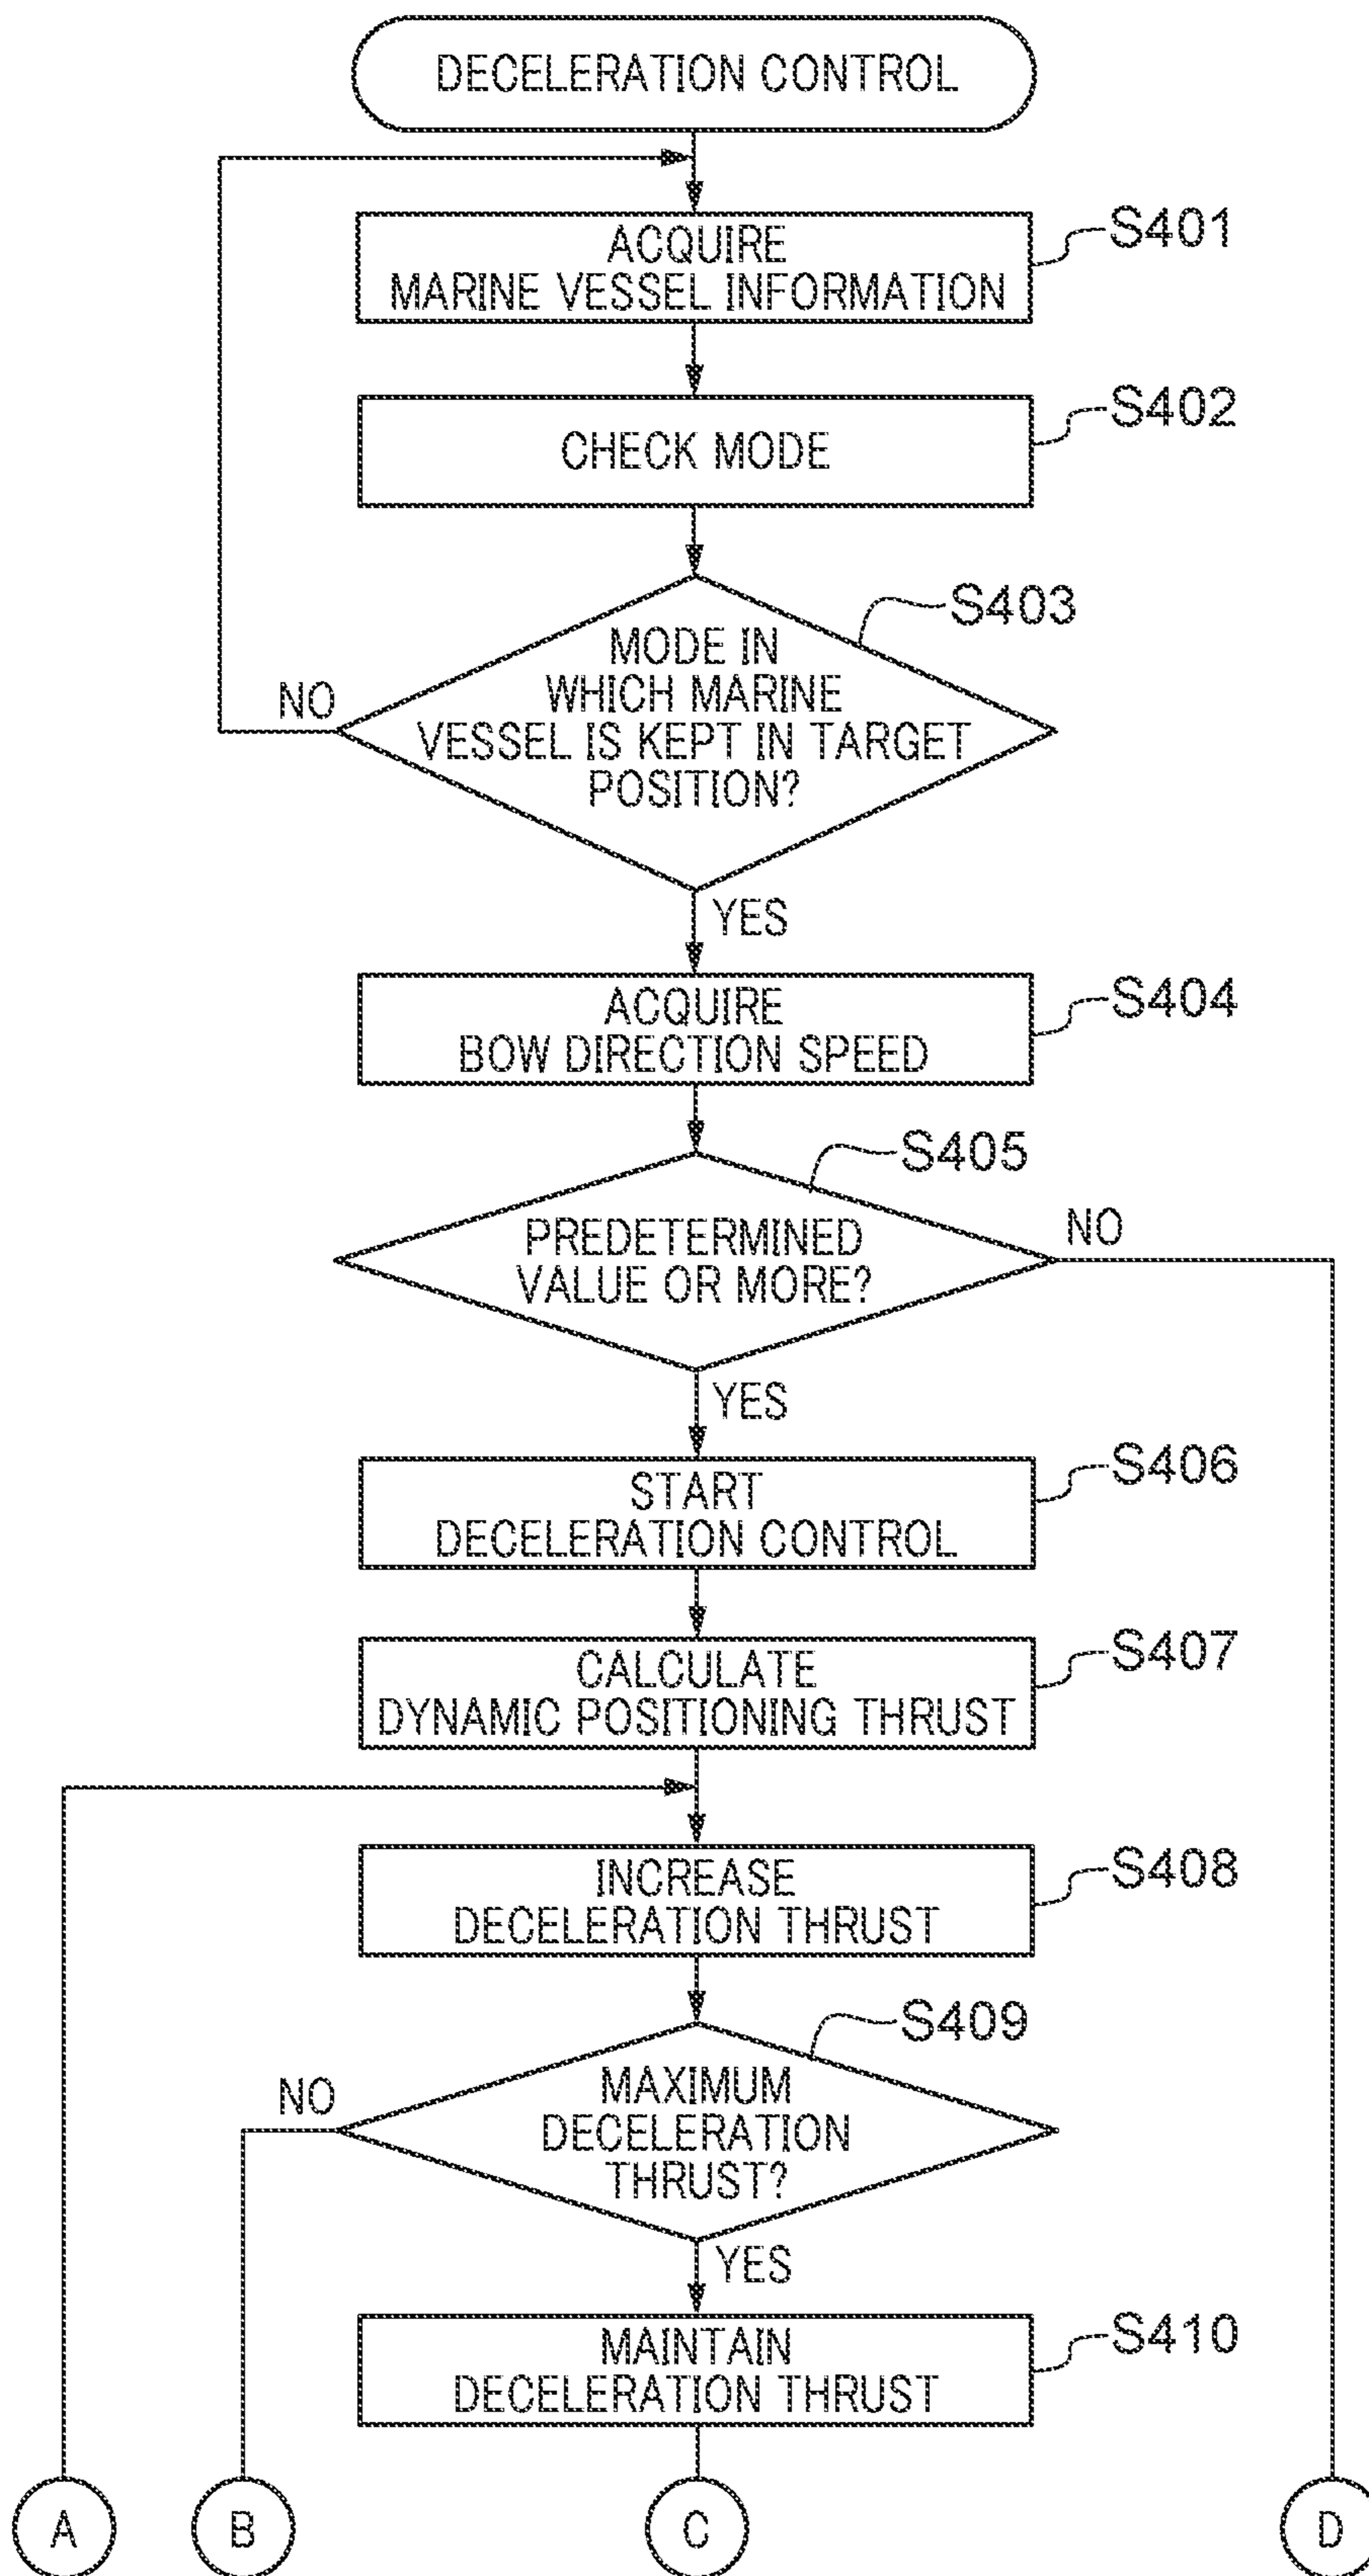 DECELERATION CONTROL
ACQUIRE
MARINE VESSEL INFORMATION
S401
CHECK MODE
S402
S403
MODE IN
WHICH MARINE
VESSEL IS KEPT IN TARGET
POSITION?
NO
YES
ACQUIRE
BOW DIRECTION SPEED
S404
S405
PREDETERMINED
VALUE OR MORE?
NO
YES
START
DECELERATION CONTROL
S406
CALCULATE
DYNAMIC POSITIONING THRUST
S407
INCREASE
DECELERATION THRUST
S408
S409
MAXIMUM
DECELERATION
THRUST?
NO
YES
MAINTAIN
DECELERATION THRUST
S410
A
B
C
D